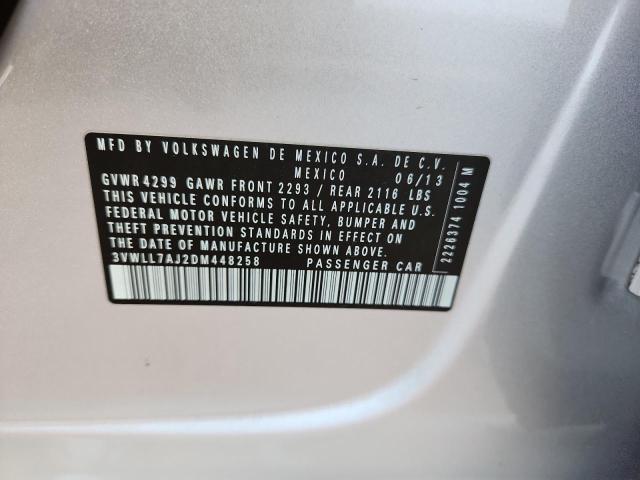 MFD BY VOLKSWAGEN DE MEXICO S.A. DE C.V.
MEXICO 06/13
GVWR 4299 GAWR FRONT 2293 / REAR 2116 LBS
THIS VEHICLE CONFORMS TO ALL APPLICABLE U.S.
FEDERAL MOTOR VEHICLE SAFETY, BUMPER AND
THEFT PREVENTION STANDARDS IN EFFECT ON
THE DATE OF MANUFACTURE SHOWN ABOVE.
3VWLL7AJ2DM448258 PASSENGER CAR
2226374 1004 M